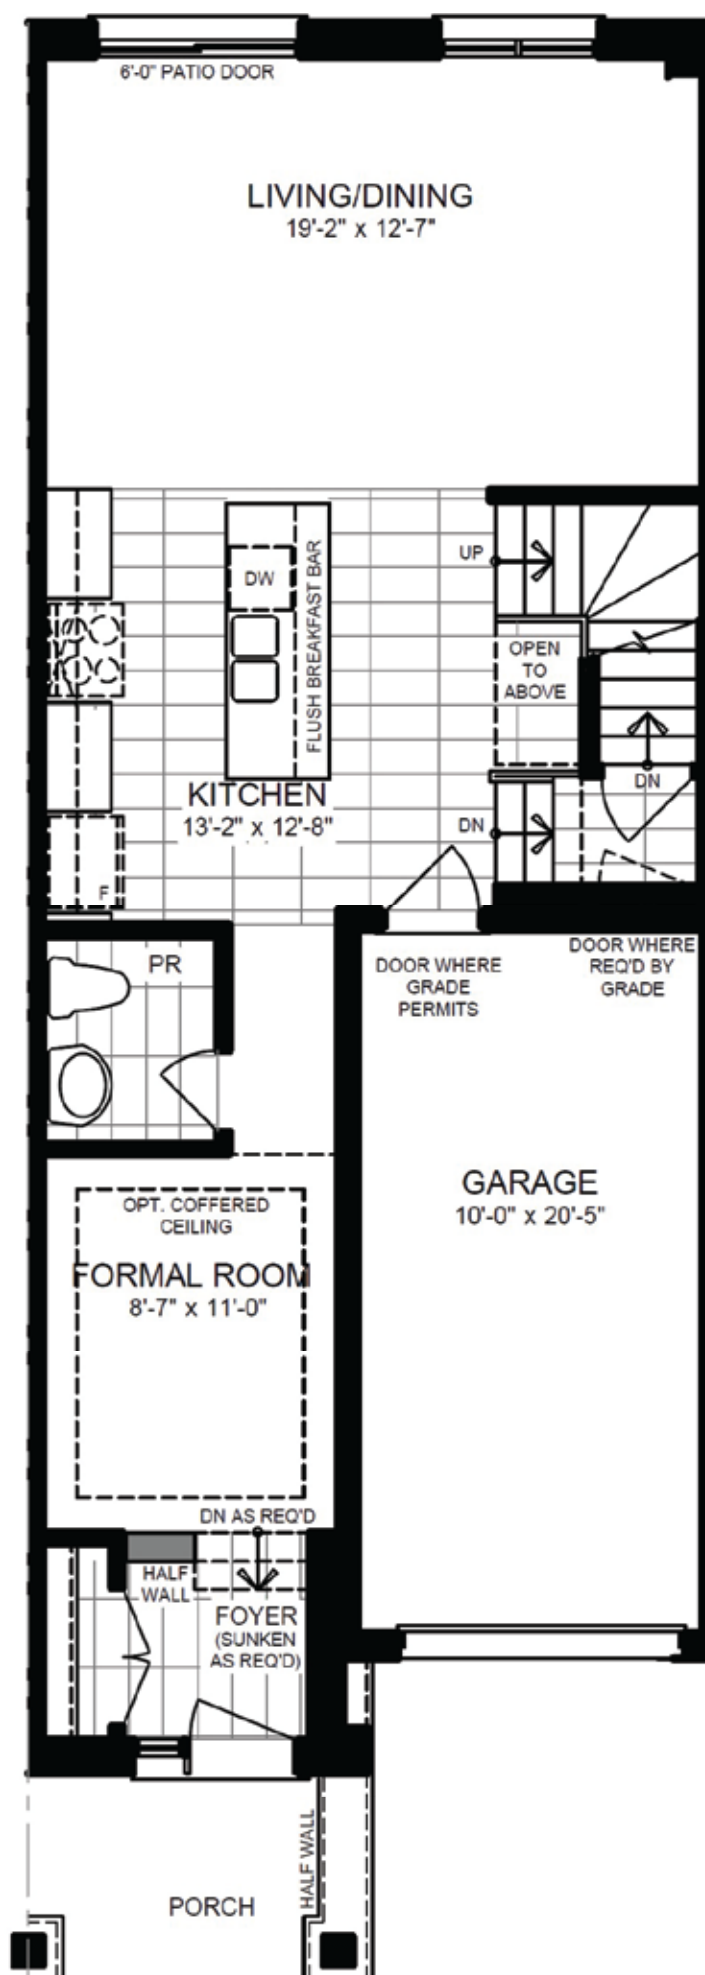 6'-0" PATIO DOOR
LIVING/DINING
19'-2" x 12'-7"
UP
DW
FLUSH BREAKFAST BAR
OPEN
TO
ABOVE
KITCHEN
13'-2" x 12'-8"
DN
DN
F
PR
DOOR WHERE
GRADE
PERMITS
DOOR WHERE
REQ'D BY
GRADE
GARAGE
10'-0" x 20'-5"
OPT. COFFERED
CEILING
FORMAL ROOM
8'-7" x 11'-0"
DN AS REQ'D
HALF
WALL
FOYER
(SUNKEN
AS REQ'D)
HALF WALL
PORCH